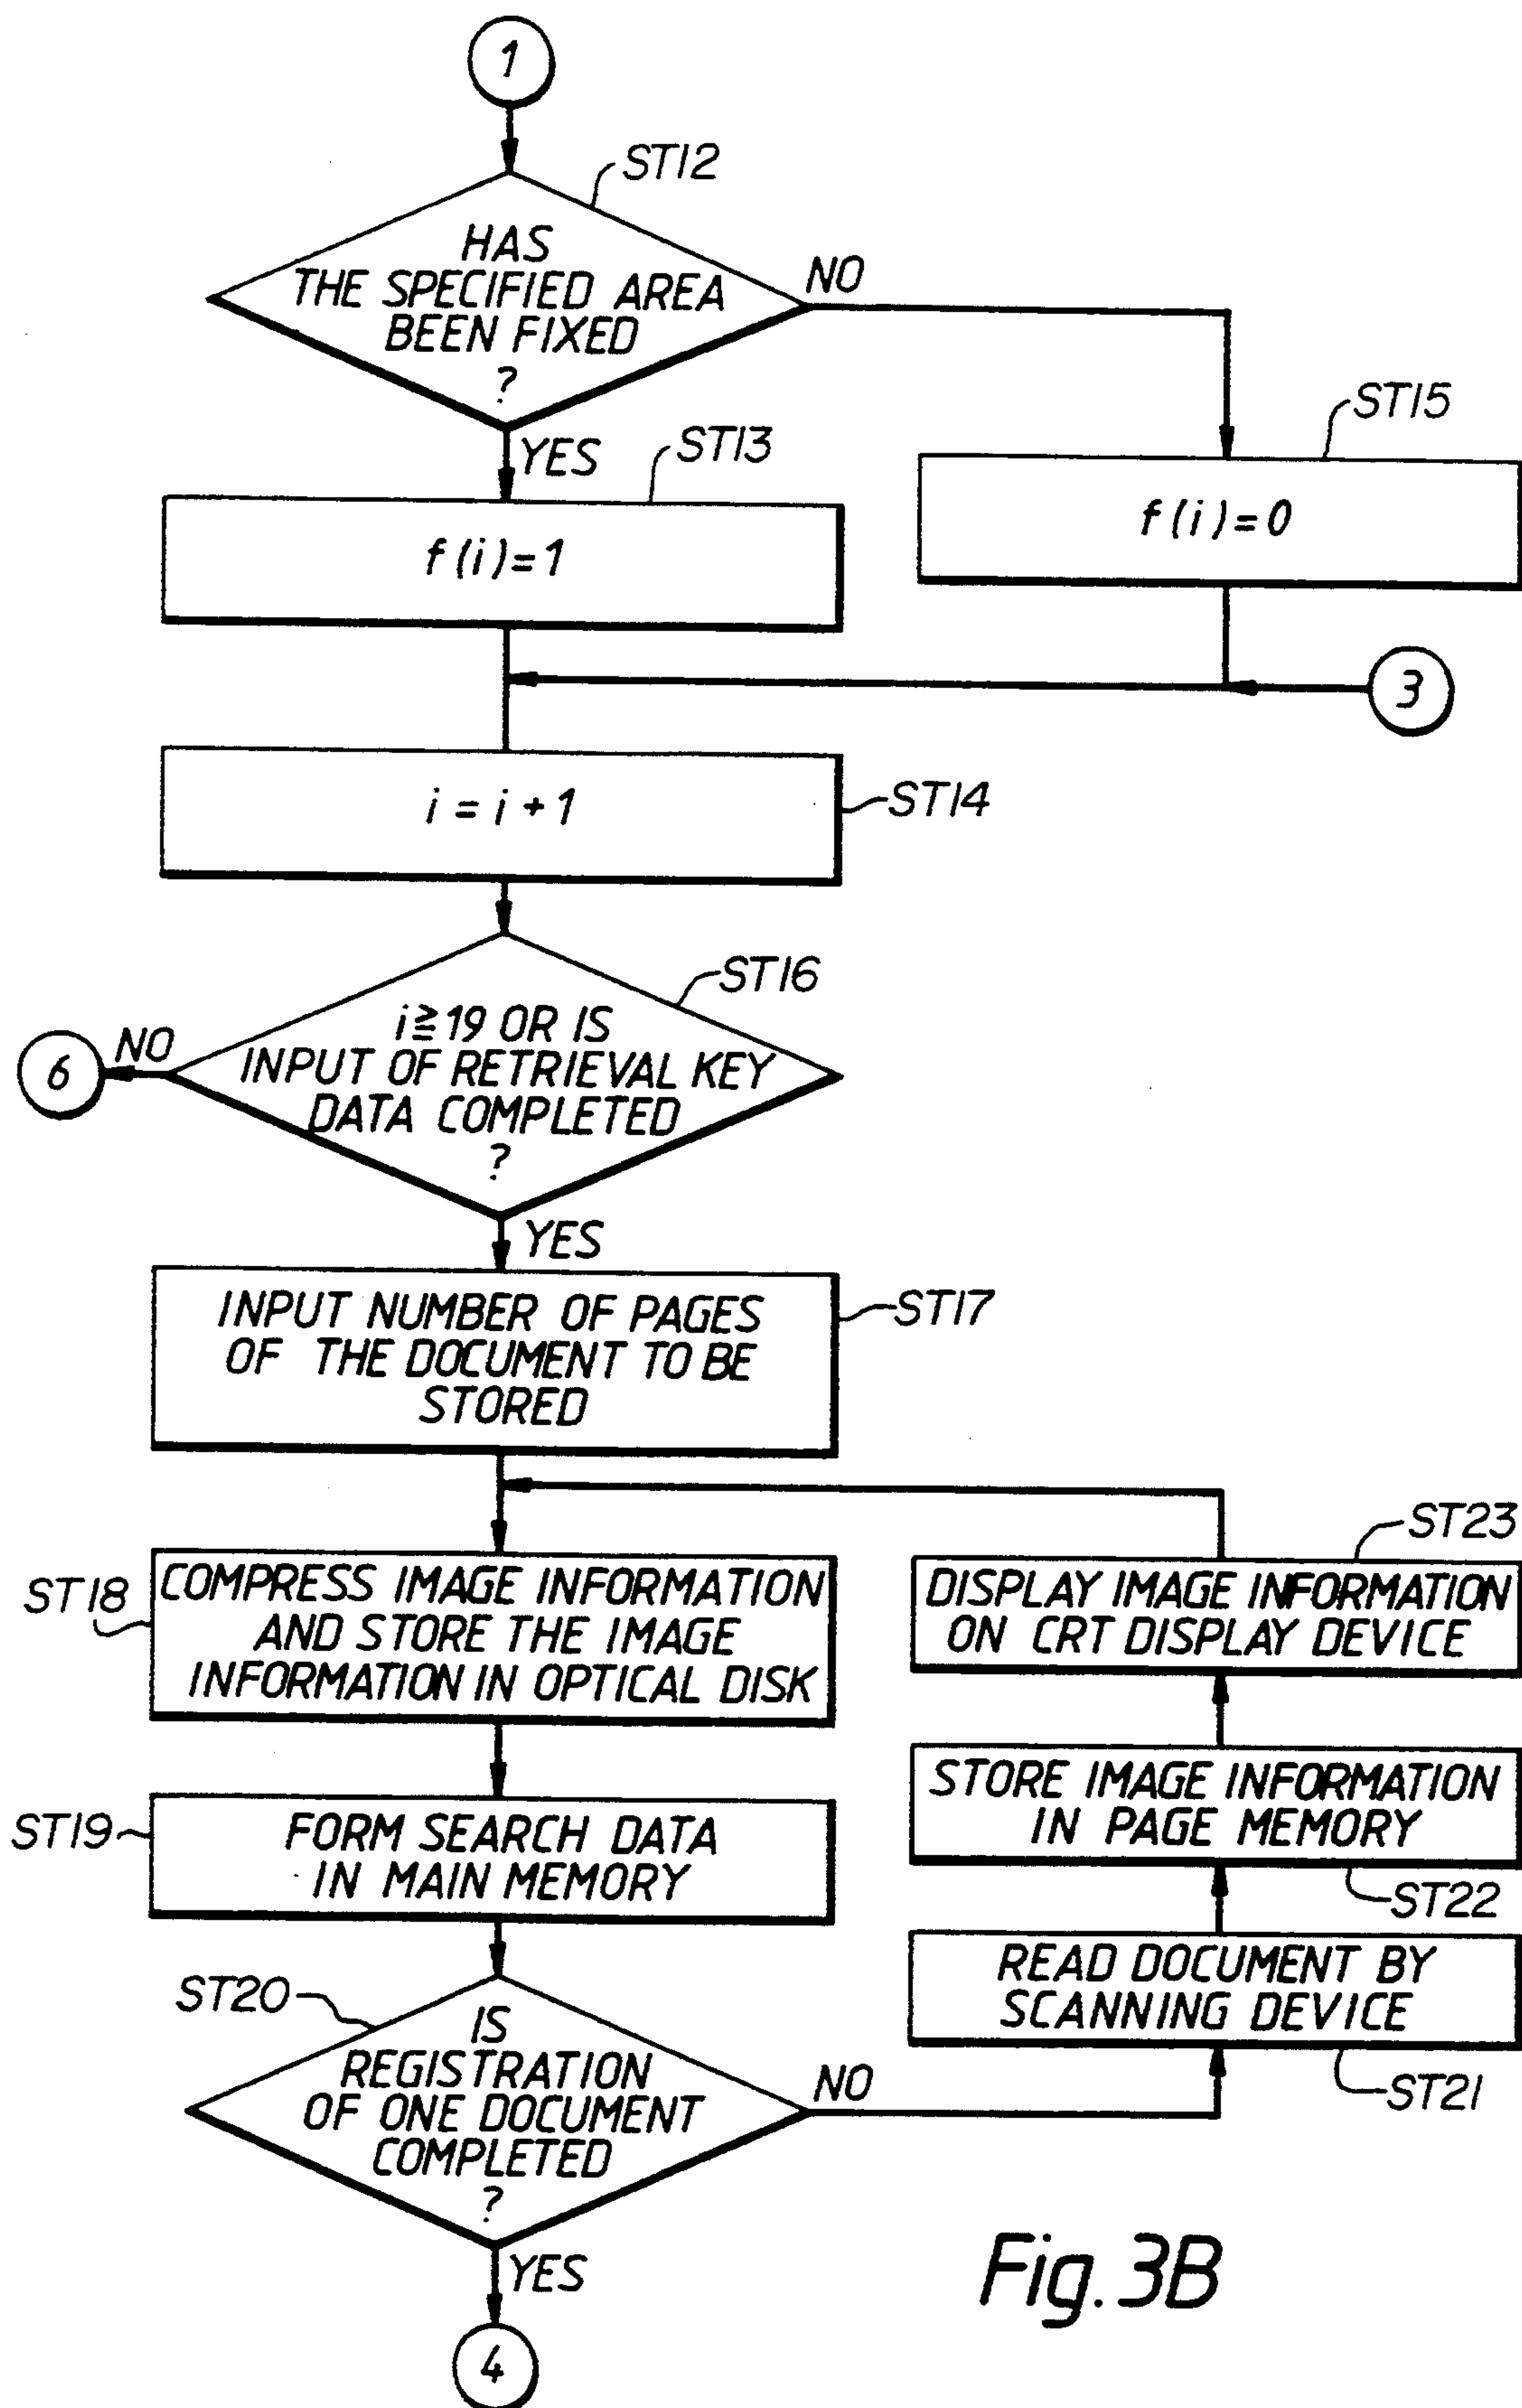 1
ST12
HAS
THE SPECIFIED AREA
BEEN FIXED
?
NO
YES
ST13
ST15
f(i)=1
f(i)=0
3
i=i+1
ST14
ST16
i≧19 OR IS
INPUT OF RETRIEVAL KEY
DATA COMPLETED
?
NO
6
YES
INPUT NUMBER OF PAGES
OF THE DOCUMENT TO BE
STORED
ST17
ST18
COMPRESS IMAGE INFORMATION
AND STORE THE IMAGE
INFORMATION IN OPTICAL DISK
ST23
DISPLAY IMAGE INFORMATION
ON CRT DISPLAY DEVICE
ST19
FORM SEARCH DATA
IN MAIN MEMORY
STORE IMAGE INFORMATION
IN PAGE MEMORY
ST22
ST20
IS
REGISTRATION
OF ONE DOCUMENT
COMPLETED
?
NO
READ DOCUMENT BY
SCANNING DEVICE
ST21
YES
4
Fig. 3B